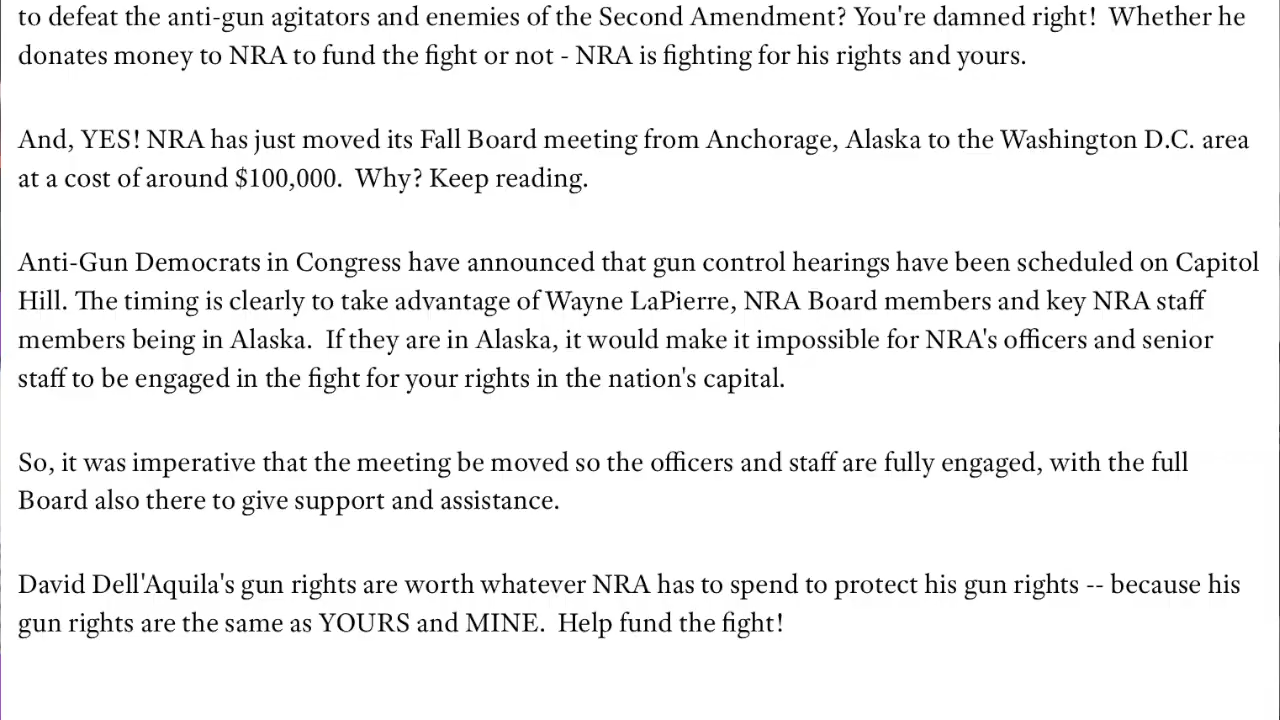 to defeat the anti-gun agitators and enemies of the Second Amendment? You're damned right!  Whether he
donates money to NRA to fund the fight or not - NRA is fighting for his rights and yours.
And, YES! NRA has just moved its Fall Board meeting from Anchorage, Alaska to the Washington D.C. area
at a cost of around $100,000.  Why? Keep reading.
Anti-Gun Democrats in Congress have announced that gun control hearings have been scheduled on Capitol
Hill. The timing is clearly to take advantage of Wayne LaPierre, NRA Board members and key NRA staff
members being in Alaska.  If they are in Alaska, it would make it impossible for NRA's officers and senior
staff to be engaged in the fight for your rights in the nation's capital.
So, it was imperative that the meeting be moved so the officers and staff are fully engaged, with the full
Board also there to give support and assistance.
David Dell'Aquila's gun rights are worth whatever NRA has to spend to protect his gun rights -- because his
gun rights are the same as YOURS and MINE.  Help fund the fight!